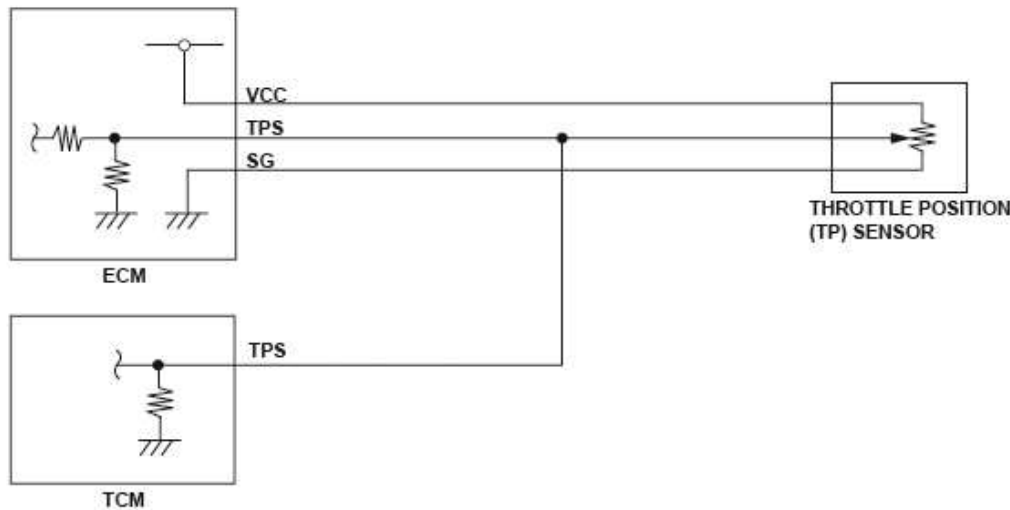 VCC
TPS
SG
THROTTLE POSITION
(TP) SENSOR
ECM
TPS
TCM